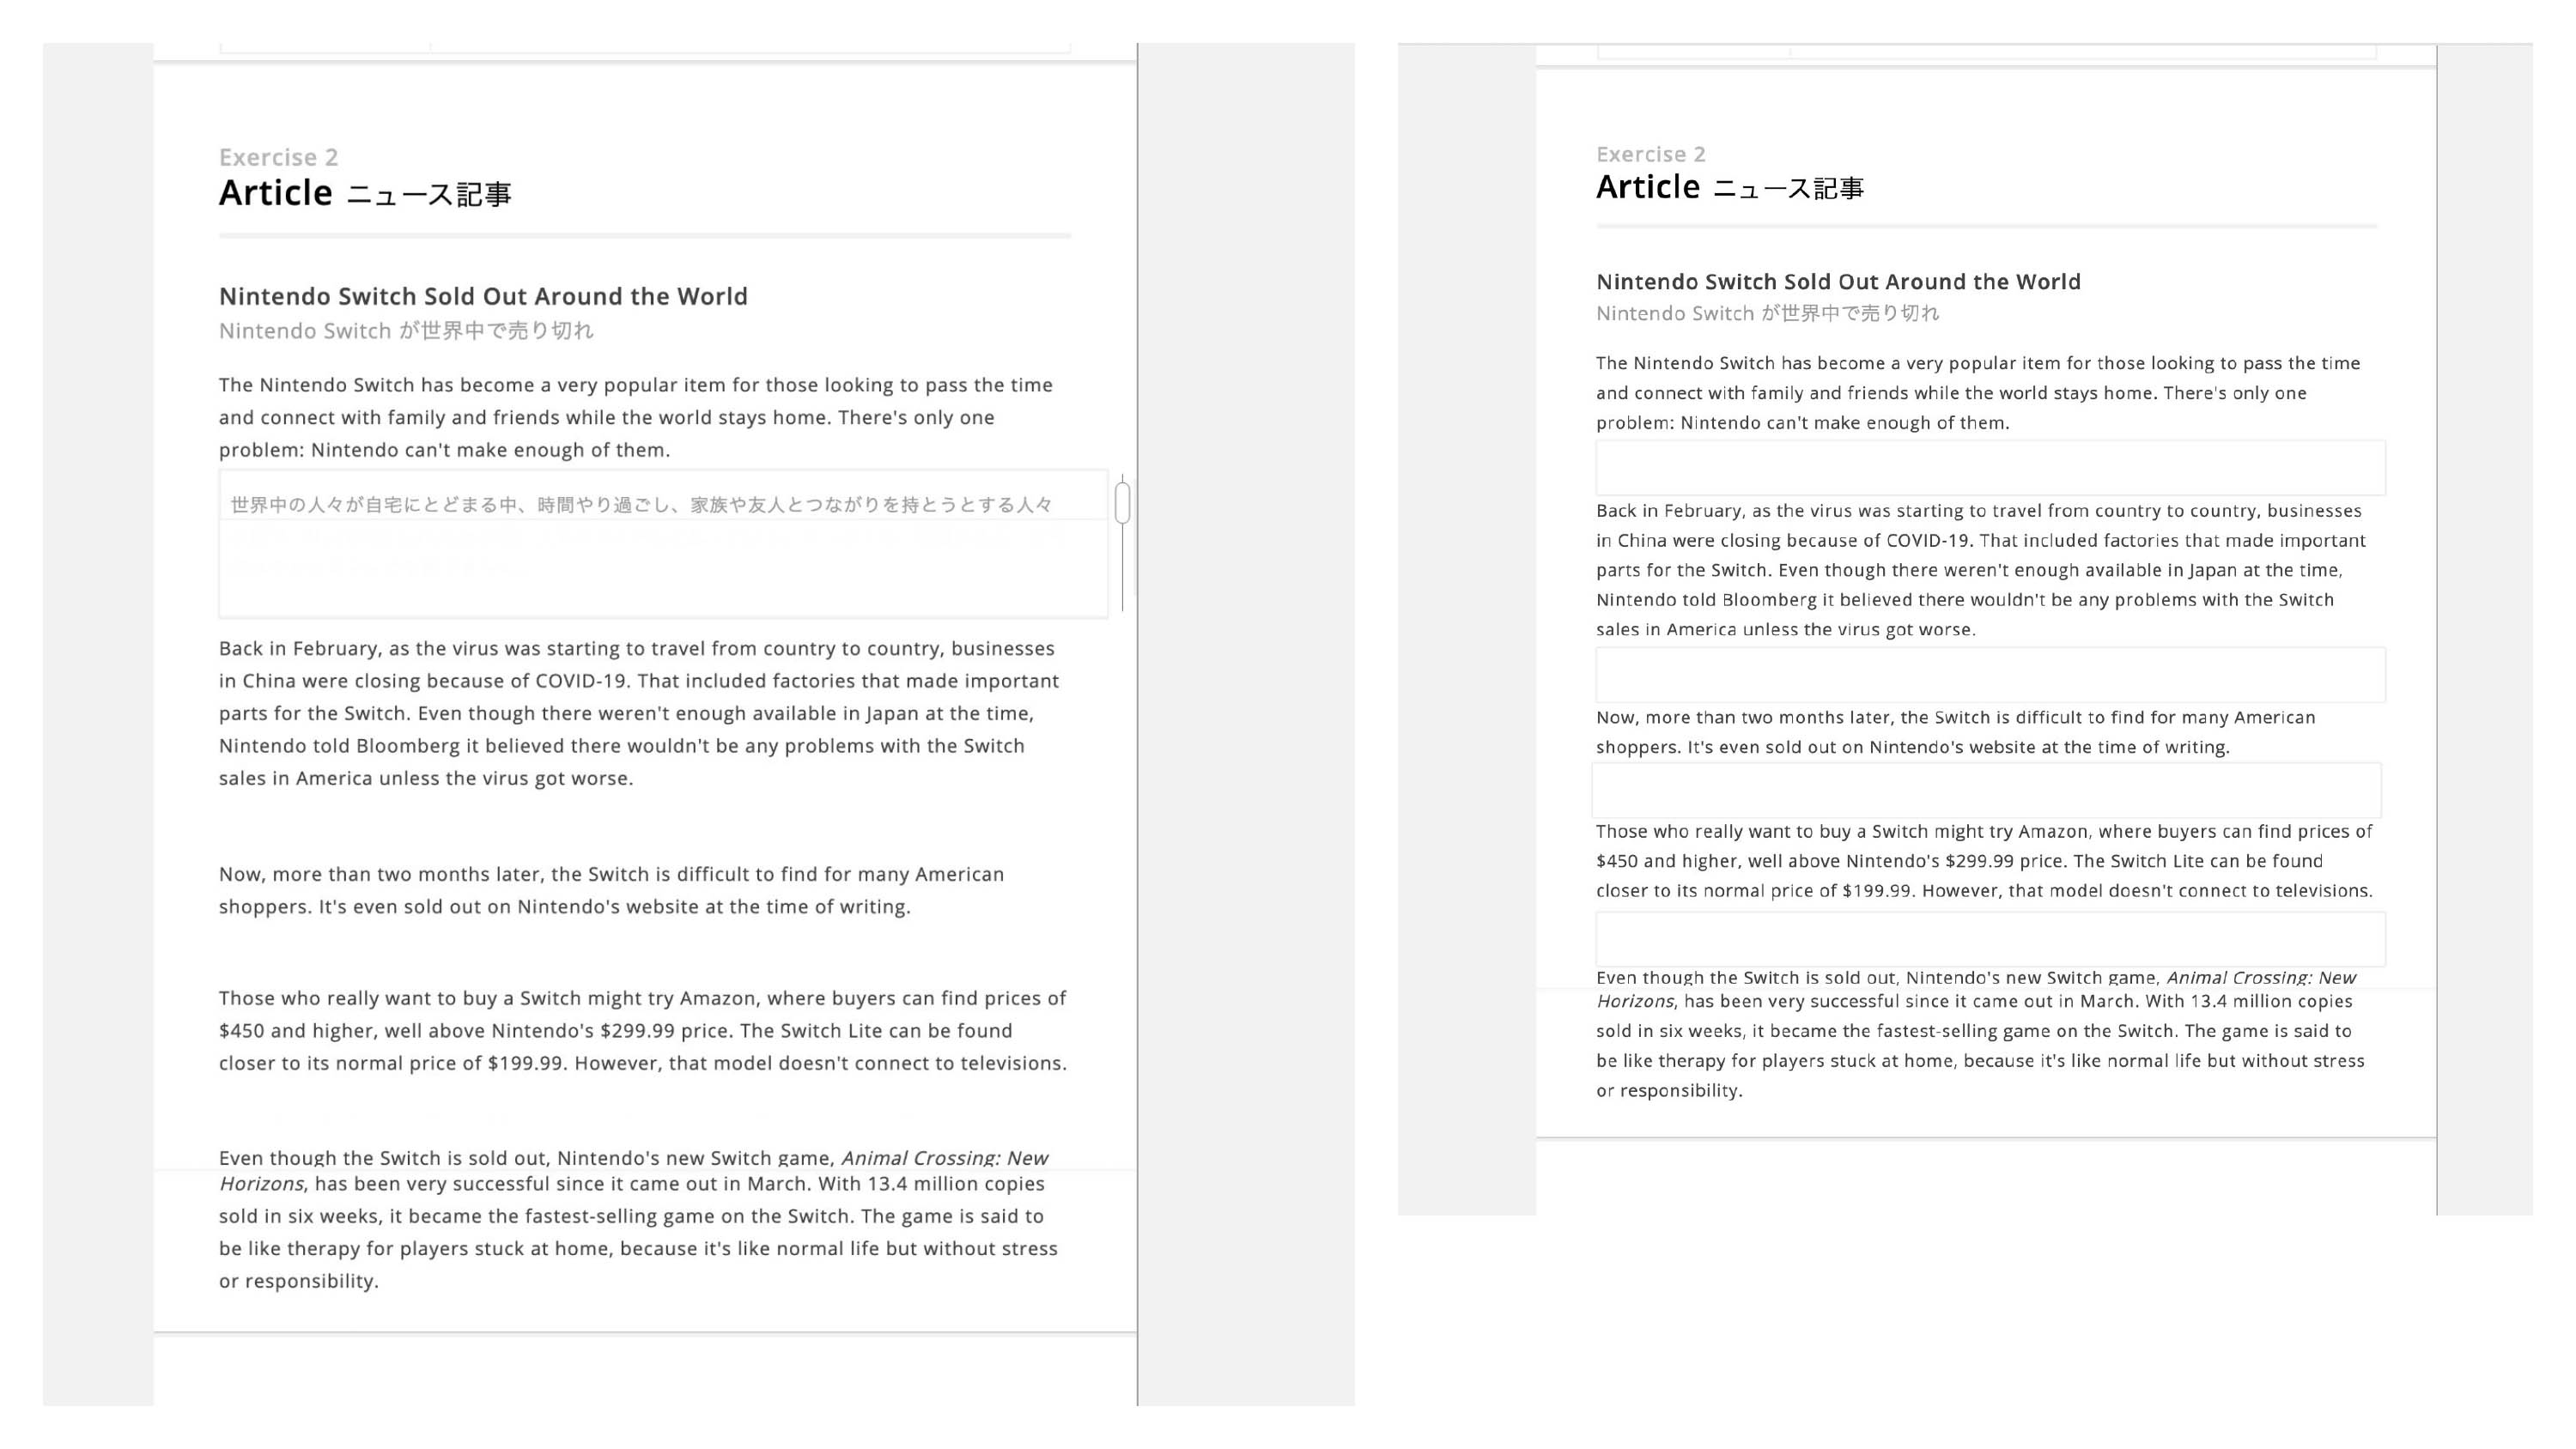 Exercise 2
Article ニュース記事
Nintendo Switch Sold Out Around the World
Nintendo Switch が世界中で売り切れ
The Nintendo Switch has become a very popular item for those looking to pass the time
and connect with family and friends while the world stays home. There's only one
problem: Nintendo can't make enough of them.
世界中の人々が自宅にとどまる中、時間やり過ごし、家族や友人とつながりを持とうとする人々
Back in February, as the virus was starting to travel from country to country, businesses
in China were closing because of COVID-19. That included factories that made important
parts for the Switch. Even though there weren't enough available in Japan at the time,
Nintendo told Bloomberg it believed there wouldn't be any problems with the Switch
sales in America unless the virus got worse.
Now, more than two months later, the Switch is difficult to find for many American
shoppers. It's even sold out on Nintendo's website at the time of writing.
Those who really want to buy a Switch might try Amazon, where buyers can find prices of
$450 and higher, well above Nintendo's $299.99 price. The Switch Lite can be found
closer to its normal price of $199.99. However, that model doesn't connect to televisions.
Even though the Switch is sold out, Nintendo's new Switch game, Animal Crossing: New
Horizons, has been very successful since it came out in March. With 13.4 million copies
sold in six weeks, it became the fastest-selling game on the Switch. The game is said to
be like therapy for players stuck at home, because it's like normal life but without stress
or responsibility.
Exercise 2
Article ニュース記事
Nintendo Switch Sold Out Around the World
Nintendo Switch が世界中で売り切れ
The Nintendo Switch has become a very popular item for those looking to pass the time
and connect with family and friends while the world stays home. There's only one
problem: Nintendo can't make enough of them.
Back in February, as the virus was starting to travel from country to country, businesses
in China were closing because of COVID-19. That included factories that made important
parts for the Switch. Even though there weren't enough available in Japan at the time,
Nintendo told Bloomberg it believed there wouldn't be any problems with the Switch
sales in America unless the virus got worse.
Now, more than two months later, the Switch is difficult to find for many American
shoppers. It's even sold out on Nintendo's website at the time of writing.
Those who really want to buy a Switch might try Amazon, where buyers can find prices of
$450 and higher, well above Nintendo's $299.99 price. The Switch Lite can be found
closer to its normal price of $199.99. However, that model doesn't connect to televisions.
Even though the Switch is sold out, Nintendo's new Switch game, Animal Crossing: New
Horizons, has been very successful since it came out in March. With 13.4 million copies
sold in six weeks, it became the fastest-selling game on the Switch. The game is said to
be like therapy for players stuck at home, because it's like normal life but without stress
or responsibility.